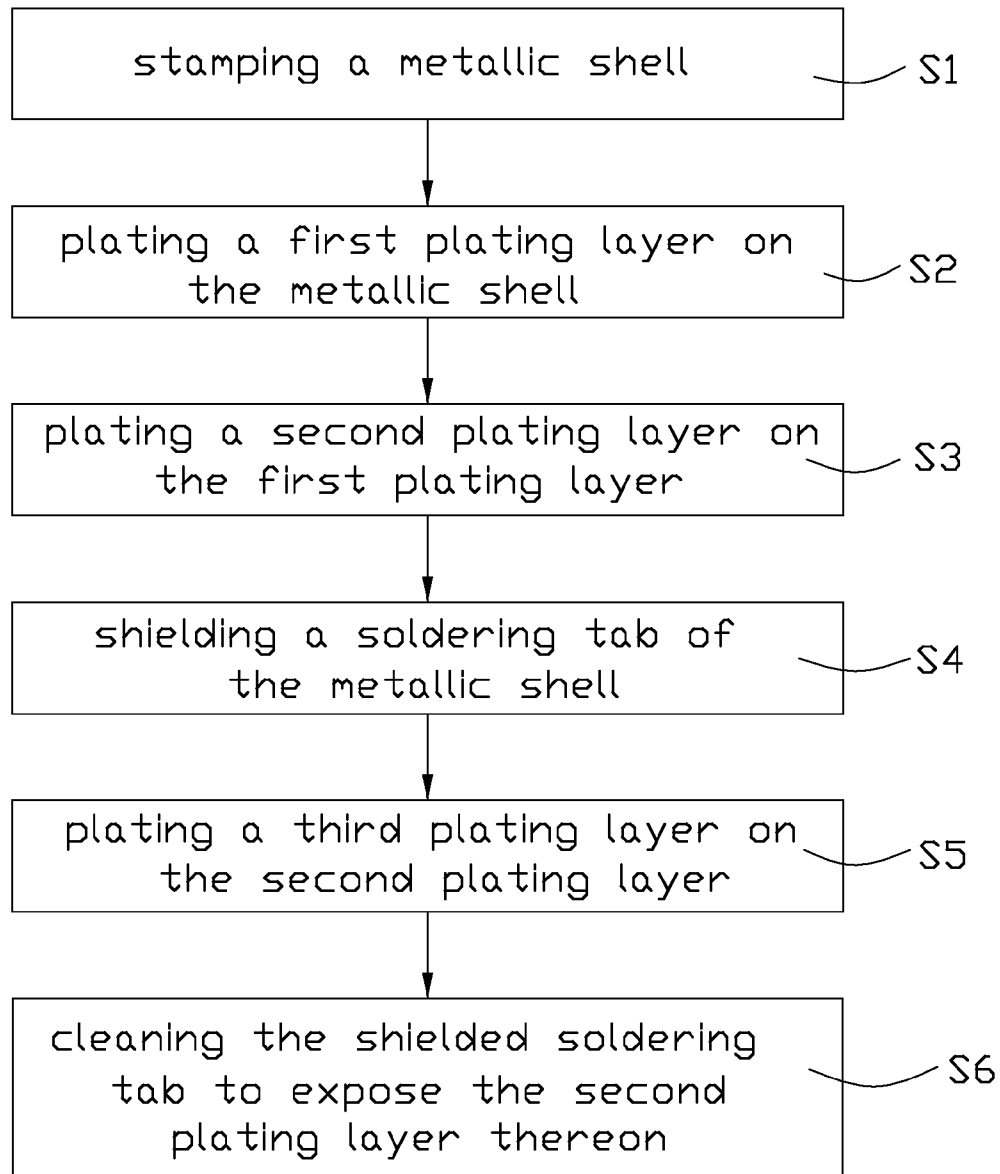 stamping a metallic shell
S1
plating a first plating layer on
the metallic shell
S2
plating a second plating layer on
the first plating layer
S3
shielding a soldering tab of
the metallic shell
S4
plating a third plating layer on
the second plating layer
S5
cleaning the shielded soldering
tab to expose the second
plating layer thereon
S6